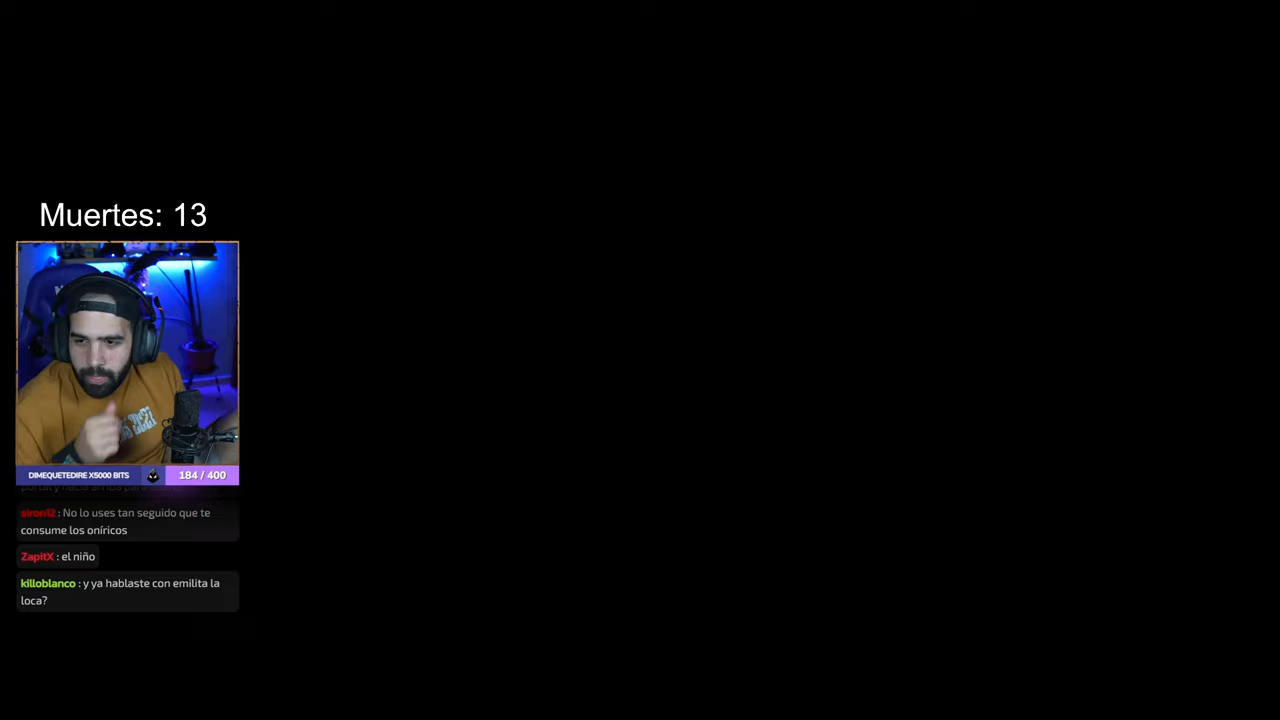 Muertes: 13
DIMEQUETEDIRE X5000 BITS 184 / 400
siron12 : No lo uses tan seguido que te
consume los oníricos
ZapitX : el niño
killoblanco : y ya hablaste con emilita la
loca?